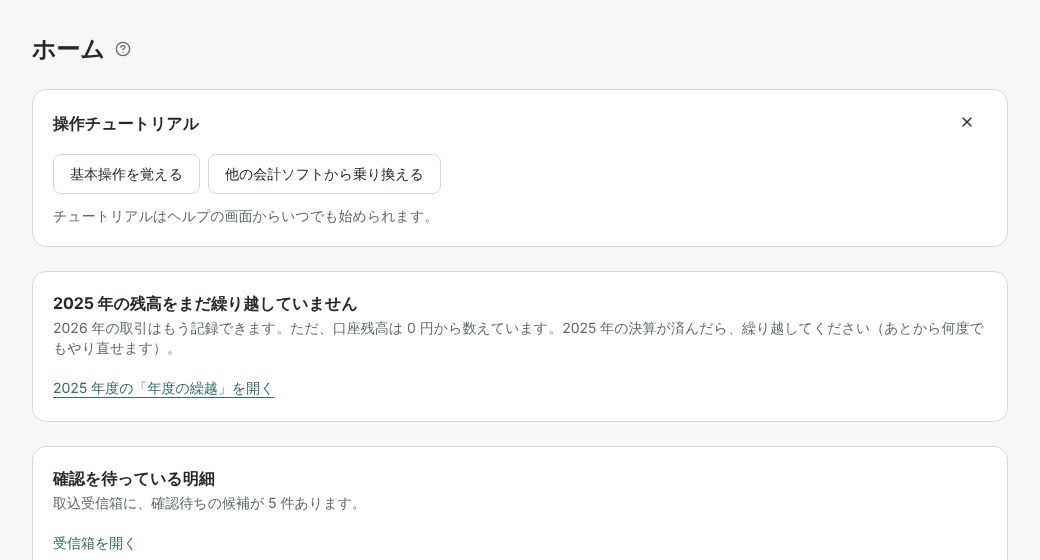 ホーム
操作チュートリアル
基本操作を覚える
他の会計ソフトから乗り換える
チュートリアルはヘルプの画面からいつでも始められます。
2025 年の残高をまだ繰り越していません
2026 年の取引はもう記録できます。ただ、口座残高は 0 円から数えています。2025 年の決算が済んだら、繰り越してください（あとから何度で
もやり直せます）。
2025 年度の「年度の繰越」を開く
確認を待っている明細
取込受信箱に、確認待ちの候補が 5 件あります。
受信箱を開く